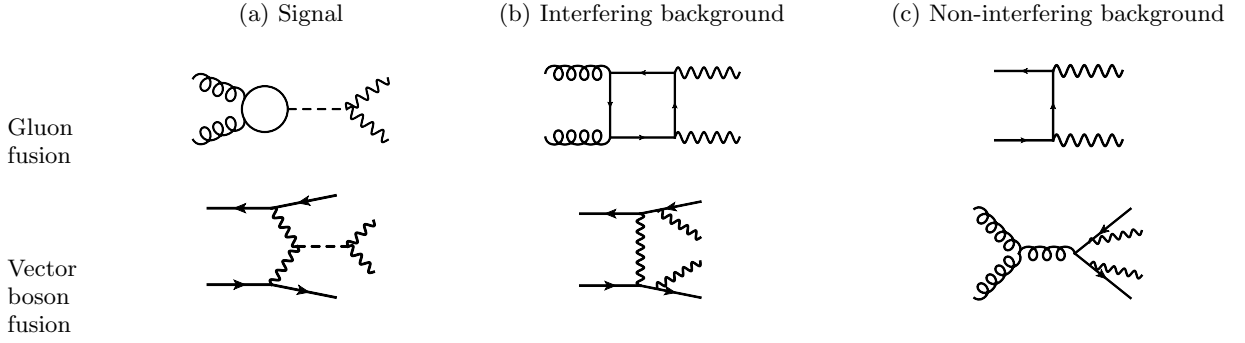 (a) Signal
(b) Interfering background
(c) Non-interfering background
Gluon
fusion
Vector
boson
fusion